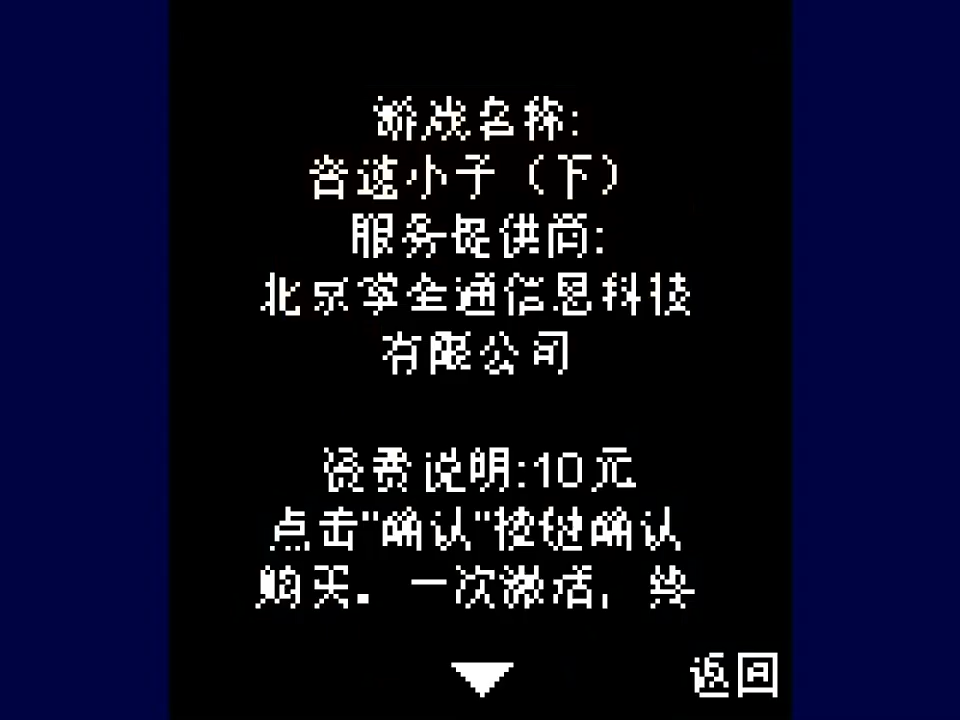 游戏名称:
音速小子（下）
服务提供商:
北京掌全通信息科技
有限公司
资费说明:10元
点击"确认"按键确认
购买。一次激活，终
返回